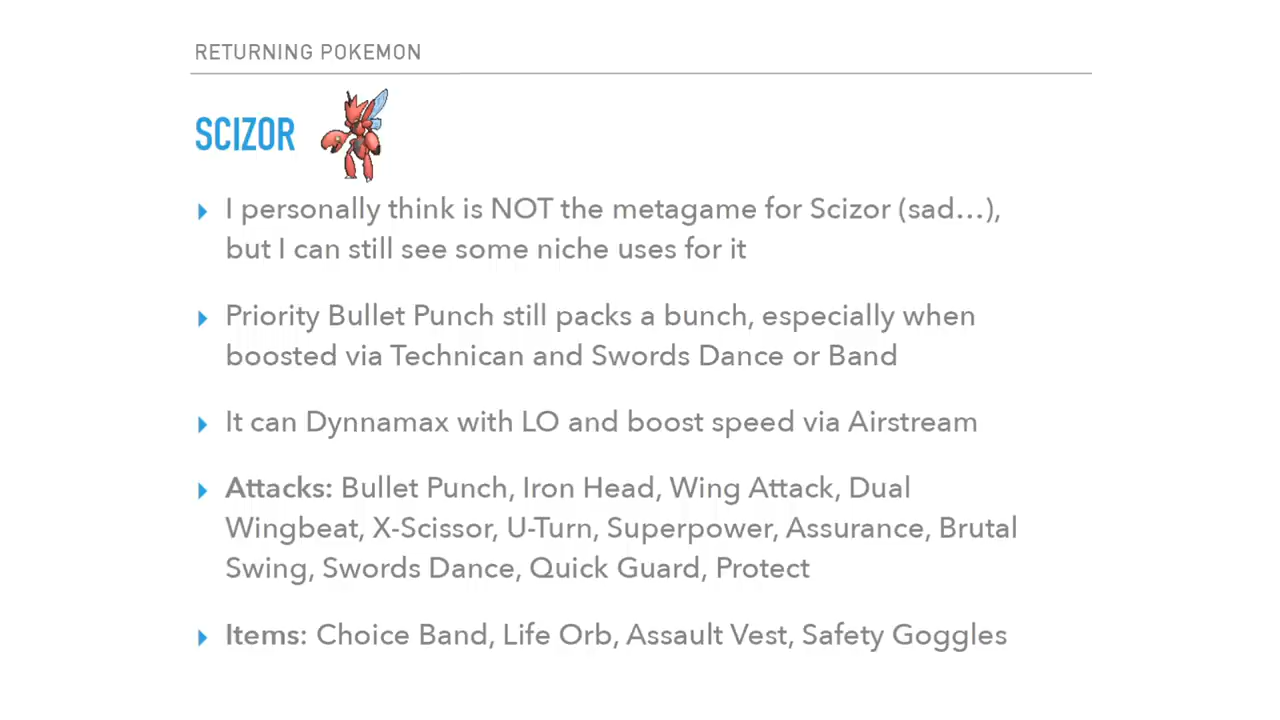 RETURNING POKEMON
SCIZOR
I personally think is NOT the metagame for Scizor (sad...),
but I can still see some niche uses for it
Priority Bullet Punch still packs a bunch, especially when
boosted via Technican and Swords Dance or Band
It can Dynnamax with LO and boost speed via Airstream
Attacks: Bullet Punch, Iron Head, Wing Attack, Dual
Wingbeat, X-Scissor, U-Turn, Superpower, Assurance, Brutal
Swing, Swords Dance, Quick Guard, Protect
Items: Choice Band, Life Orb, Assault Vest, Safety Goggles